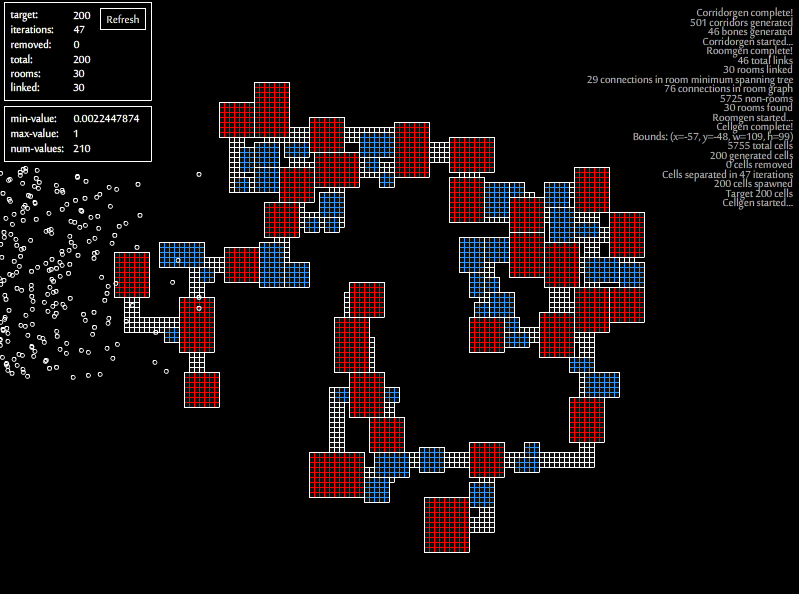 target: 200
Refresh
iterations: 47
removed: 0
total: 200
rooms: 30
linked: 30
min-value: 0.0022447874
max-value: 1
num-values: 210
Corridorgen complete!
501 corridors generated
46 bones generated
Corridorgen started...
Roomgen complete!
46 total links
30 rooms linked
29 connections in room minimum spanning tree
76 connections in room graph
5725 non-rooms
30 rooms found
Roomgen started...
Cellgen complete!
Bounds: (x=-57, y=-48, w=109, h=99)
5755 total cells
200 generated cells
0 cells removed
Cells separated in 47 iterations
200 cells spawned
Target 200 cells
Cellgen started...